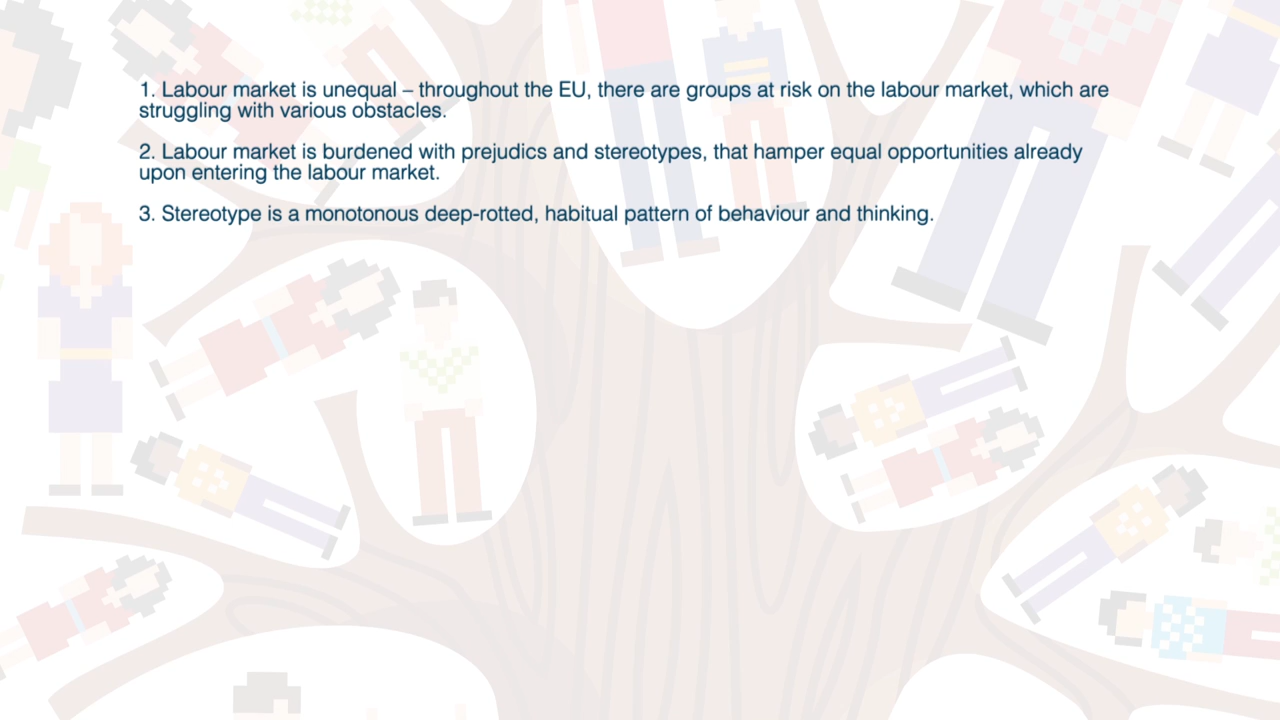 1. Labour market is unequal – throughout the EU, there are groups at risk on the labour market, which are
struggling with various obstacles.
2. Labour market is burdened with prejudics and stereotypes, that hamper equal opportunities already
upon entering the labour market.
3. Stereotype is a monotonous deep-rotted, habitual pattern of behaviour and thinking.